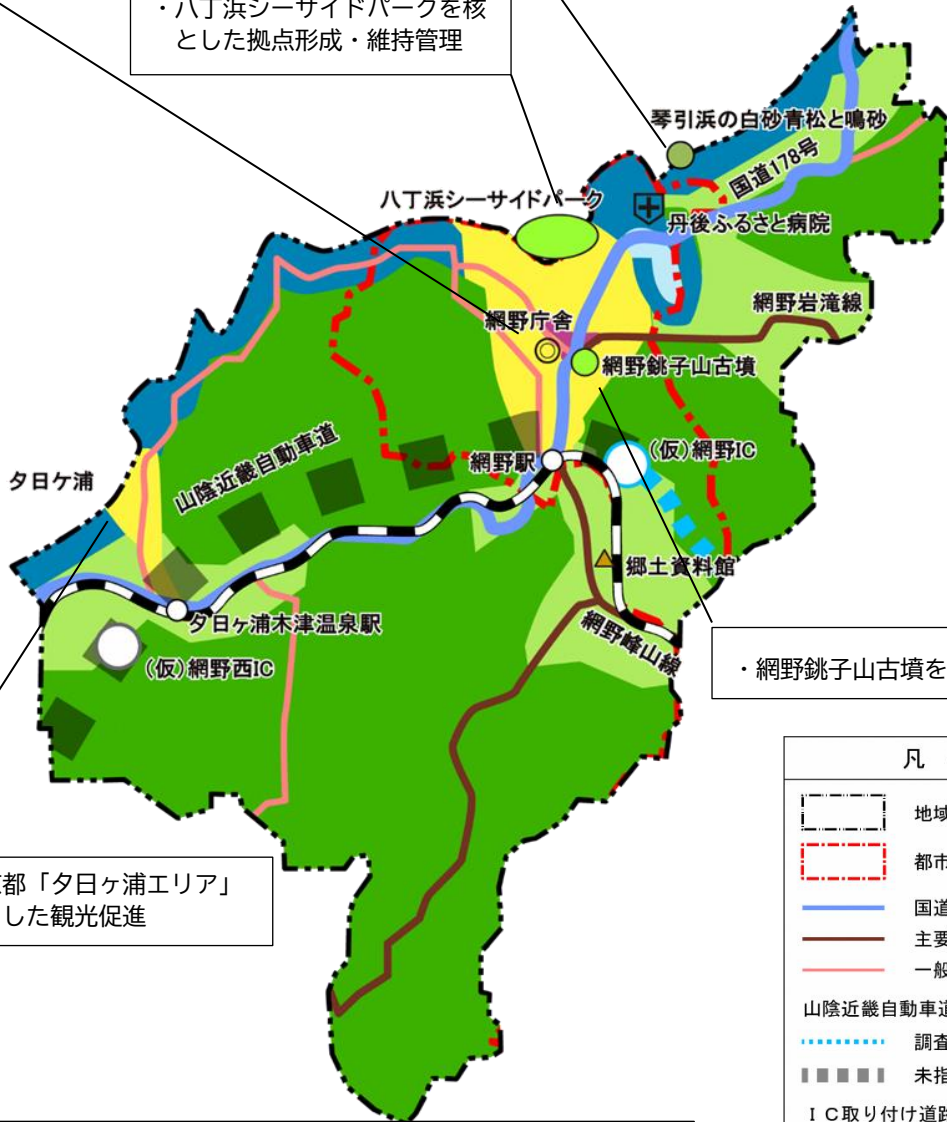 ・八丁浜シーサイドパークを核
とした拠点形成・維持管理
琴引浜の白砂青松と鳴砂
国道178号
八丁浜シーサイドパーク
丹後ふるさと病院
網野岩滝線
網野庁舎
網野銚子山古墳
(仮)網野IC
網野駅
山陰近畿自動車道
夕日ケ浦
郷土資料館
夕日ヶ浦木津温泉駅
網野峰山線
(仮)網野西IC
・網野銚子山古墳を
都「夕日ヶ浦エリア」
した観光促進
凡
地域
都市
国道
主要
一般
山陰近畿自動車道
調査
未指
IC取り付け道路